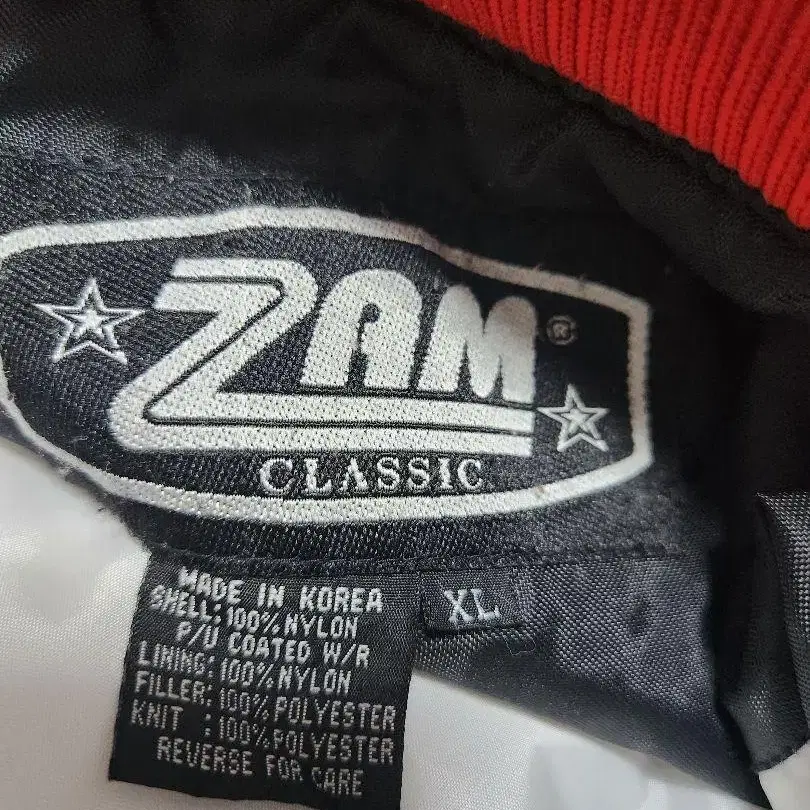 ZAM®
CLASSIC
XL
MADE IN KOREA
SHELL: 100% NYLON
P/U COATED W/R
LINING: 100% NYLON
FILLER: 100% POLYESTER
KNIT : 100% POLYESTER
REVERSE FOR CARE